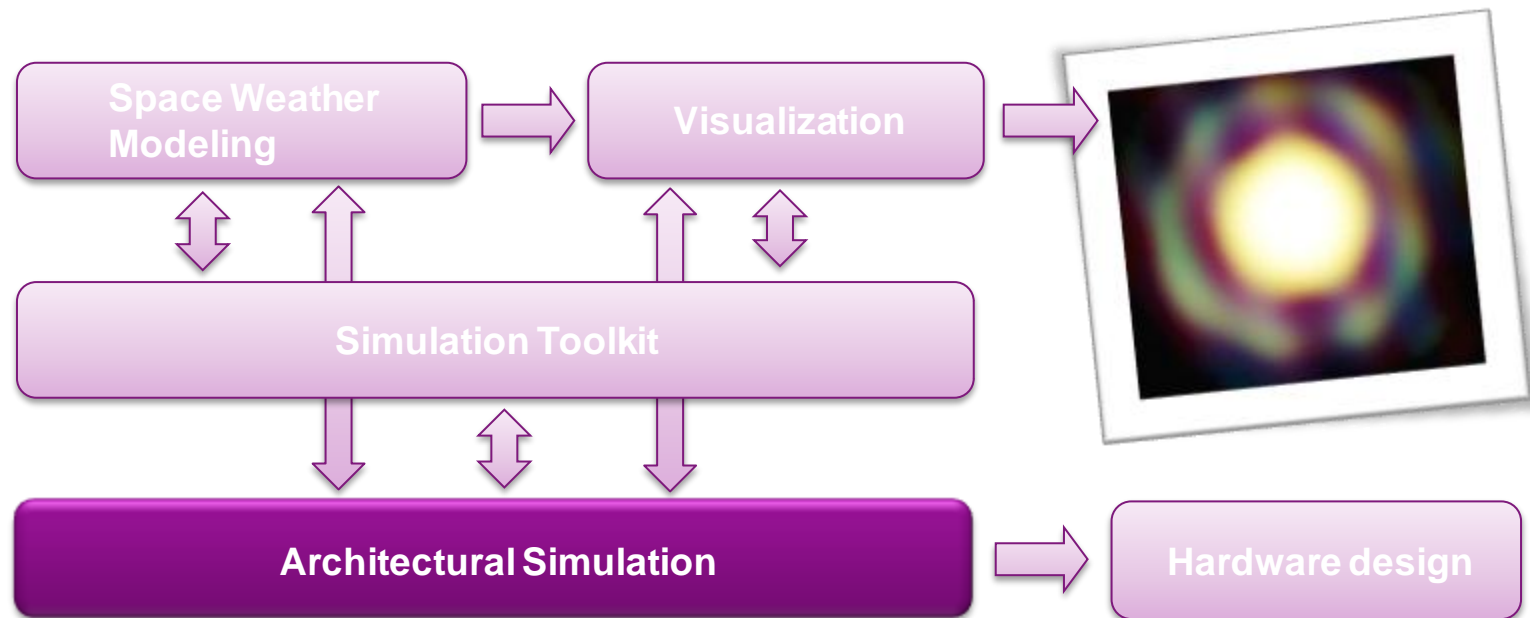 Space Weather
Modeling
Visualization
Simulation Toolkit
Architectural Simulation
Hardware design